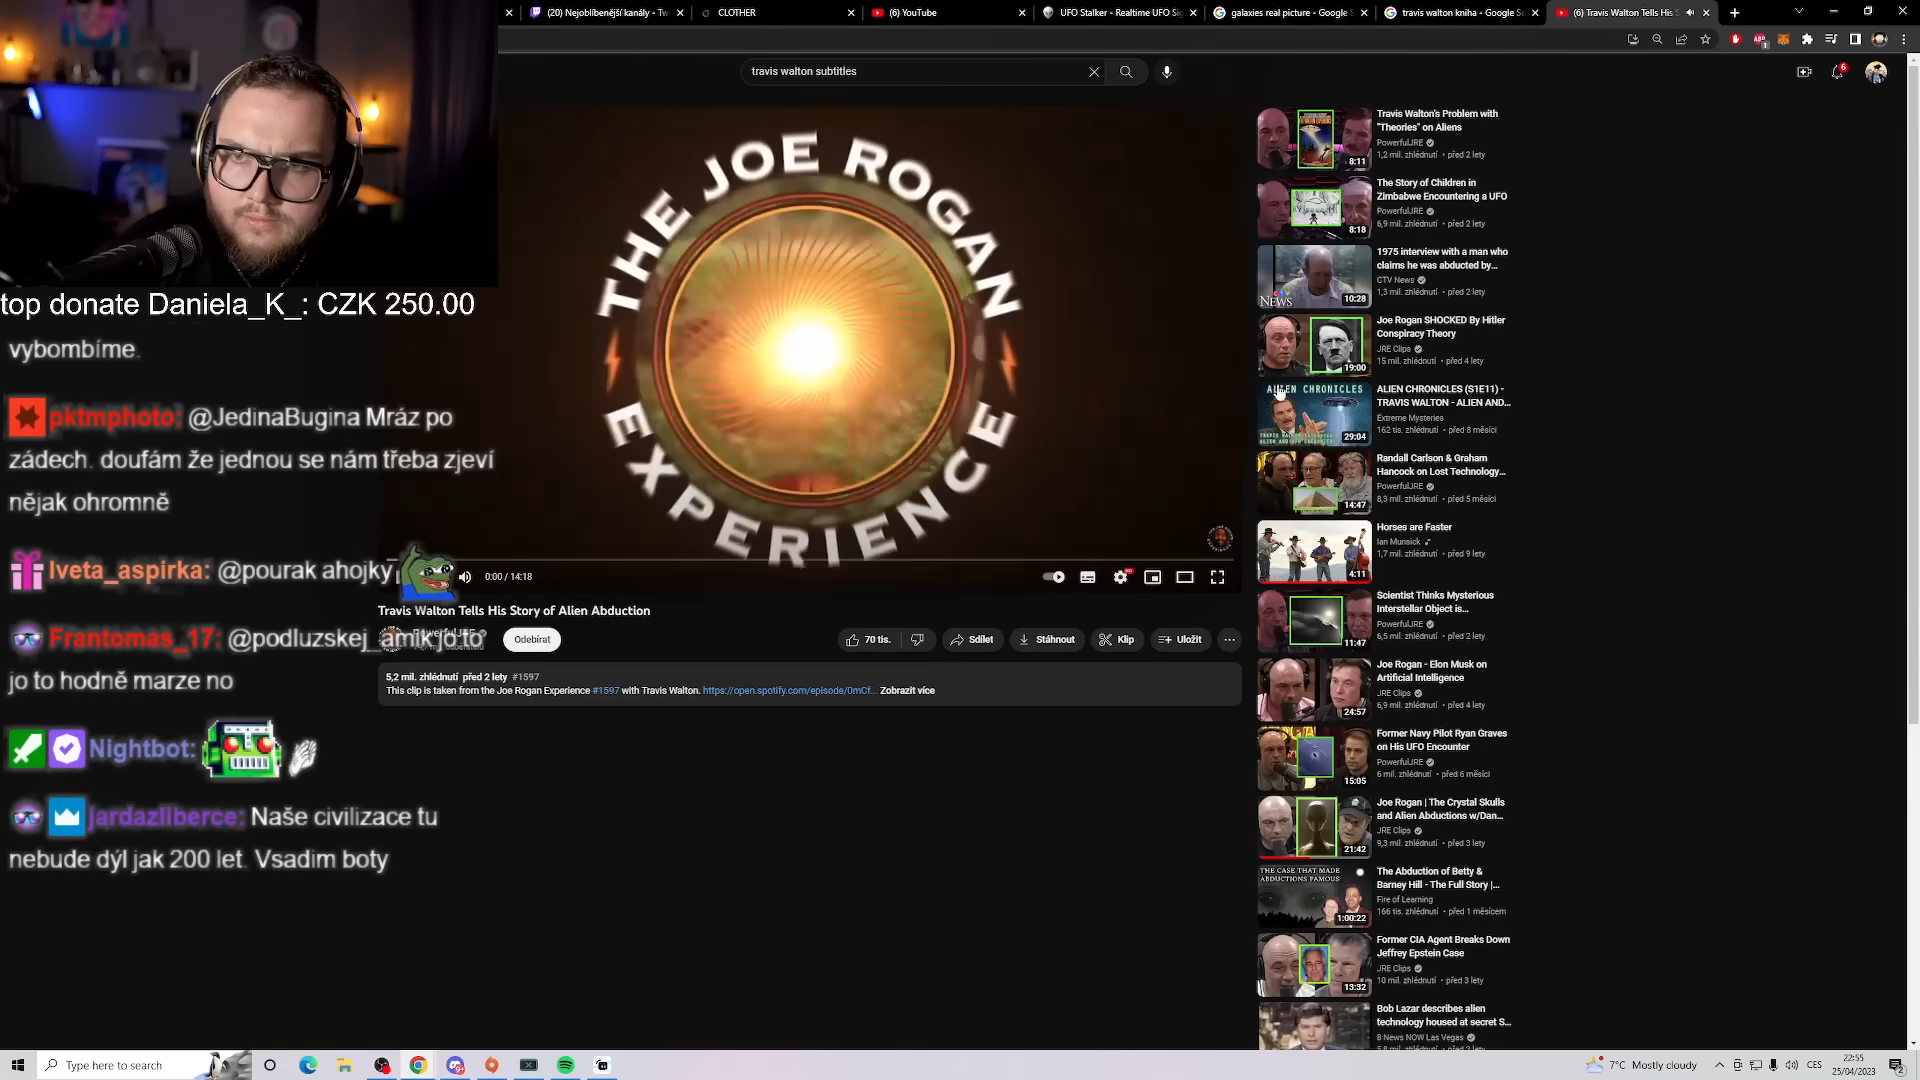 (20) Nejoblíbenější kanály - Tw
CLOTHER
(6) YouTube
UFO Stalker - Realtime UFO Si
galaxies real picture - Google S
travis walton kniha - Google Se
(6) Travis Walton Tells His S
travis walton subtitles
6
THE JOE ROGAN
EXPERIENCE
0:00 / 14:18
Travis Walton Tells His Story of Alien Abduction
Odebírat
70 tis.
Sdílet
Stáhnout
Klip
Uložit
5,2 mil. zhlédnutí před 2 lety #1597
This clip is taken from the Joe Rogan Experience #1597 with Travis Walton. https://open.spotify.com/episode/0mCf... Zobrazit více
top donate Daniela_K_: CZK 250.00
vybombíme.
pktmphoto: @JedinaBugina Mráz po
zádech. doufám že jednou se nám třeba zjeví
nějak ohromně
Iveta_aspirka: @pourak ahojky
Frantomas_17: @podluzskej_amik jo to
jo to hodně marze no
Nightbot:
jardazliberce: Naše civilizace tu
nebude dýl jak 200 let. Vsadim boty
Travis Walton's Problem with
"Theories" on Aliens
PowerfulJRE
1,2 mil. zhlédnutí • před 2 lety
8:11
The Story of Children in
Zimbabwe Encountering a UFO
PowerfulJRE
6,9 mil. zhlédnutí • před 2 lety
8:18
1975 interview with a man who
claims he was abducted by...
CTV News
1,3 mil. zhlédnutí • před 2 lety
NEWS
10:28
Joe Rogan SHOCKED By Hitler
Conspiracy Theory
JRE Clips
15 mil. zhlédnutí • před 4 lety
19:00
ALIEN CHRONICLES
ALIEN CHRONICLES (S1E11) -
TRAVIS WALTON - ALIEN AND...
Extreme Mysteries
162 tis. zhlédnutí • před 8 měsíci
29:04
Randall Carlson & Graham
Hancock on Lost Technology...
PowerfulJRE
8,3 mil. zhlédnutí • před 5 měsíci
14:47
Horses are Faster
Ian Munsick
1,7 mil. zhlédnutí • před 9 lety
4:11
Scientist Thinks Mysterious
Interstellar Object is...
PowerfulJRE
6,5 mil. zhlédnutí • před 2 lety
11:47
Joe Rogan - Elon Musk on
Artificial Intelligence
JRE Clips
6,9 mil. zhlédnutí • před 4 lety
24:57
Former Navy Pilot Ryan Graves
on His UFO Encounter
PowerfulJRE
6 mil. zhlédnutí • před 6 měsíci
15:05
Joe Rogan | The Crystal Skulls
and Alien Abductions w/Dan...
JRE Clips
9,3 mil. zhlédnutí • před 3 lety
21:42
THE CASE THAT MADE
ABDUCTIONS FAMOUS
The Abduction of Betty &
Barney Hill - The Full Story |...
Fire of Learning
166 tis. zhlédnutí • před 1 měsícem
1:00:22
Former CIA Agent Breaks Down
Jeffrey Epstein Case
JRE Clips
10 mil. zhlédnutí • před 3 lety
13:32
Bob Lazar describes alien
technology housed at secret S...
8 News NOW Las Vegas
Type here to search
7°C Mostly cloudy
CES
22:55
25/04/2023
2